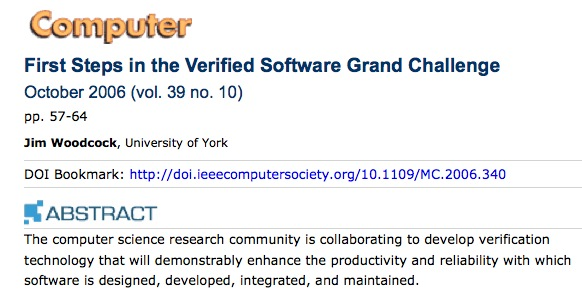 Computer
First Steps in the Verified Software Grand Challenge
October 2006 (vol. 39 no. 10)
pp. 57-64
Jim Woodcock, University of York
DOI Bookmark: http://doi.ieeecomputersociety.org/10.1109/MC.2006.340
ABSTRACT
The computer science research community is collaborating to develop verification
technology that will demonstrably enhance the productivity and reliability with which
software is designed, developed, integrated, and maintained.